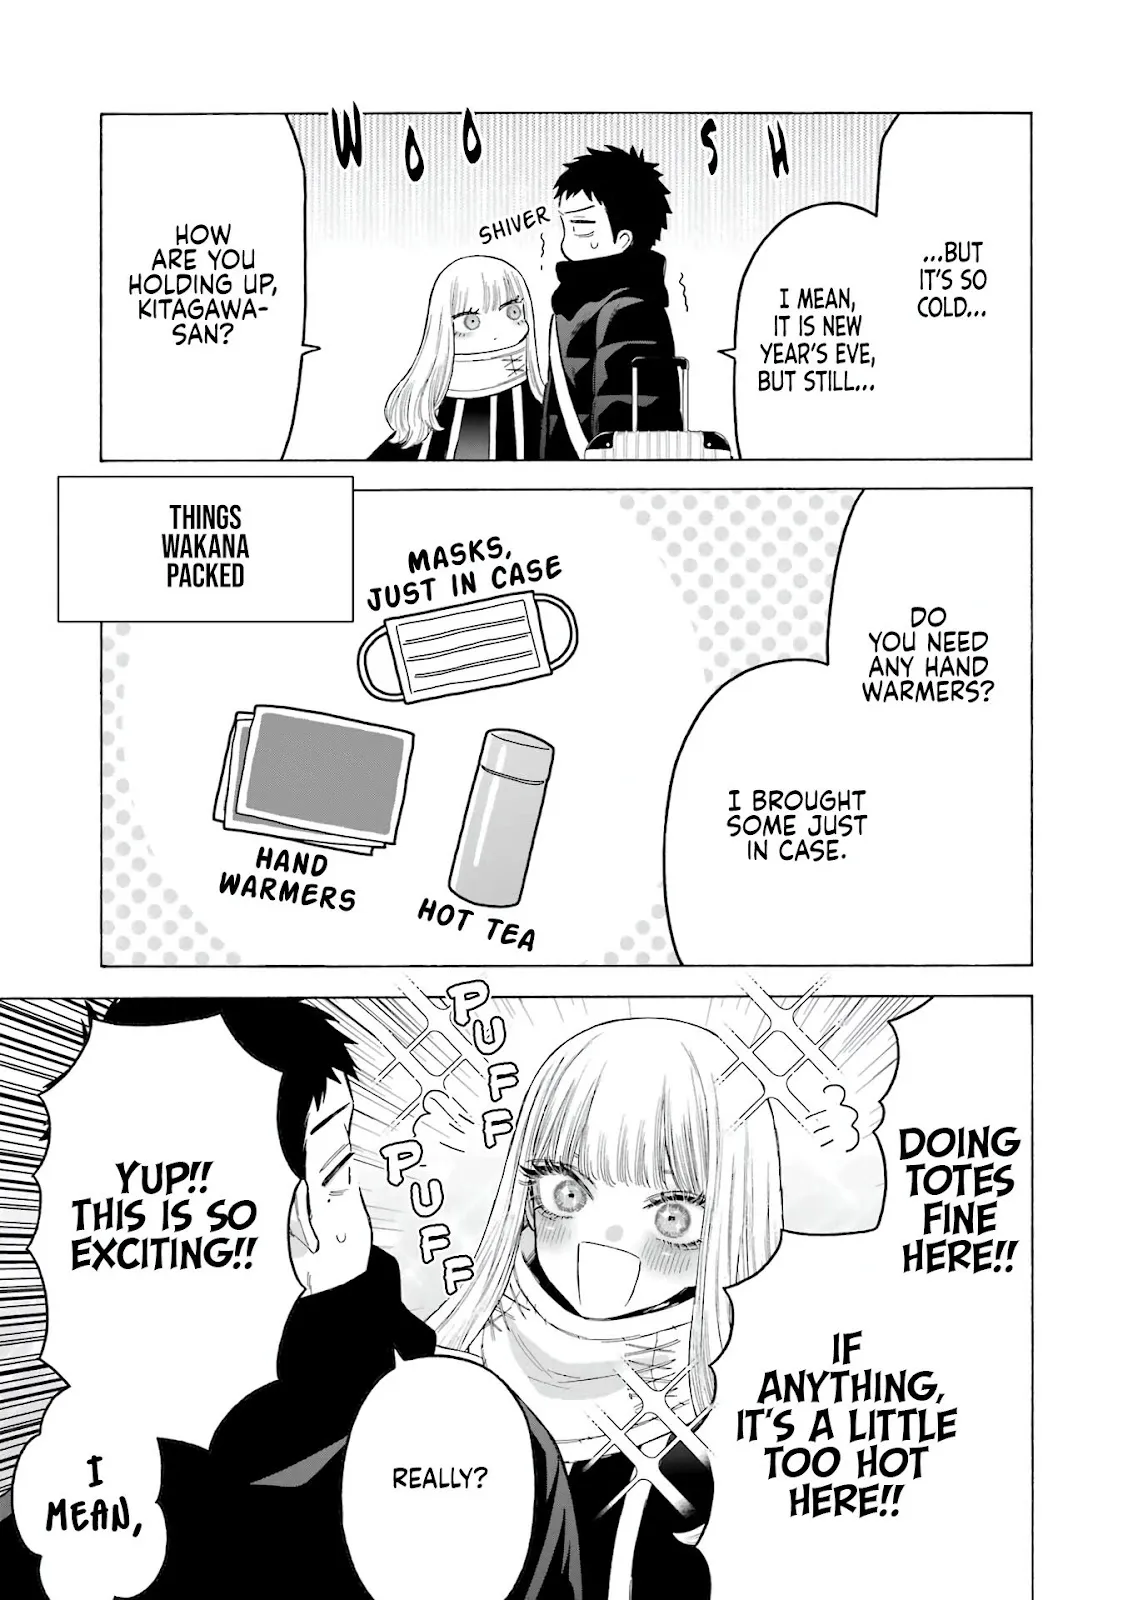 WOOSH
...BUT
IT'S SO
COLD...
I MEAN,
IT IS NEW
YEAR'S EVE,
BUT STILL...
SHIVER
HOW
ARE YOU
HOLDING UP,
KITAGAWA-
SAN?
DO
YOU NEED
ANY HAND
WARMERS?
I BROUGHT
SOME JUST
IN CASE.
THINGS
WAKANA
PACKED
MASKS,
JUST IN CASE
HAND
WARMERS
HOT TEA
DOING
TOTES
FINE
HERE!!
IF
ANYTHING,
IT'S A LITTLE
TOO HOT
HERE!!
PUFF
PUFF
REALLY?
YUP!!
THIS IS SO
EXCITING!!
I
MEAN,